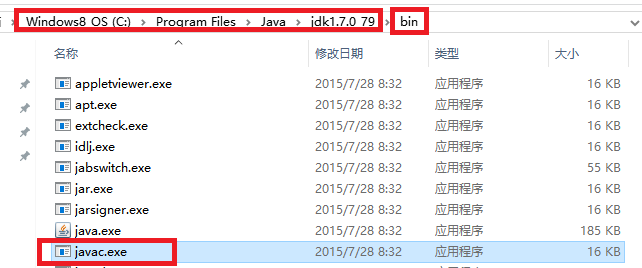 Windows8 OS (C:) › Program Files › Java › jdk1.7.0_79 › bin
名称 修改日期 类型 大小
appletviewer.exe 2015/7/28 8:32 应用程序 16 KB
apt.exe 2015/7/28 8:32 应用程序 16 KB
extcheck.exe 2015/7/28 8:32 应用程序 16 KB
idlj.exe 2015/7/28 8:32 应用程序 16 KB
jabswitch.exe 2015/7/28 8:32 应用程序 55 KB
jar.exe 2015/7/28 8:32 应用程序 16 KB
jarsigner.exe 2015/7/28 8:32 应用程序 16 KB
java.exe 2015/7/28 8:32 应用程序 185 KB
javac.exe 2015/7/28 8:32 应用程序 16 KB